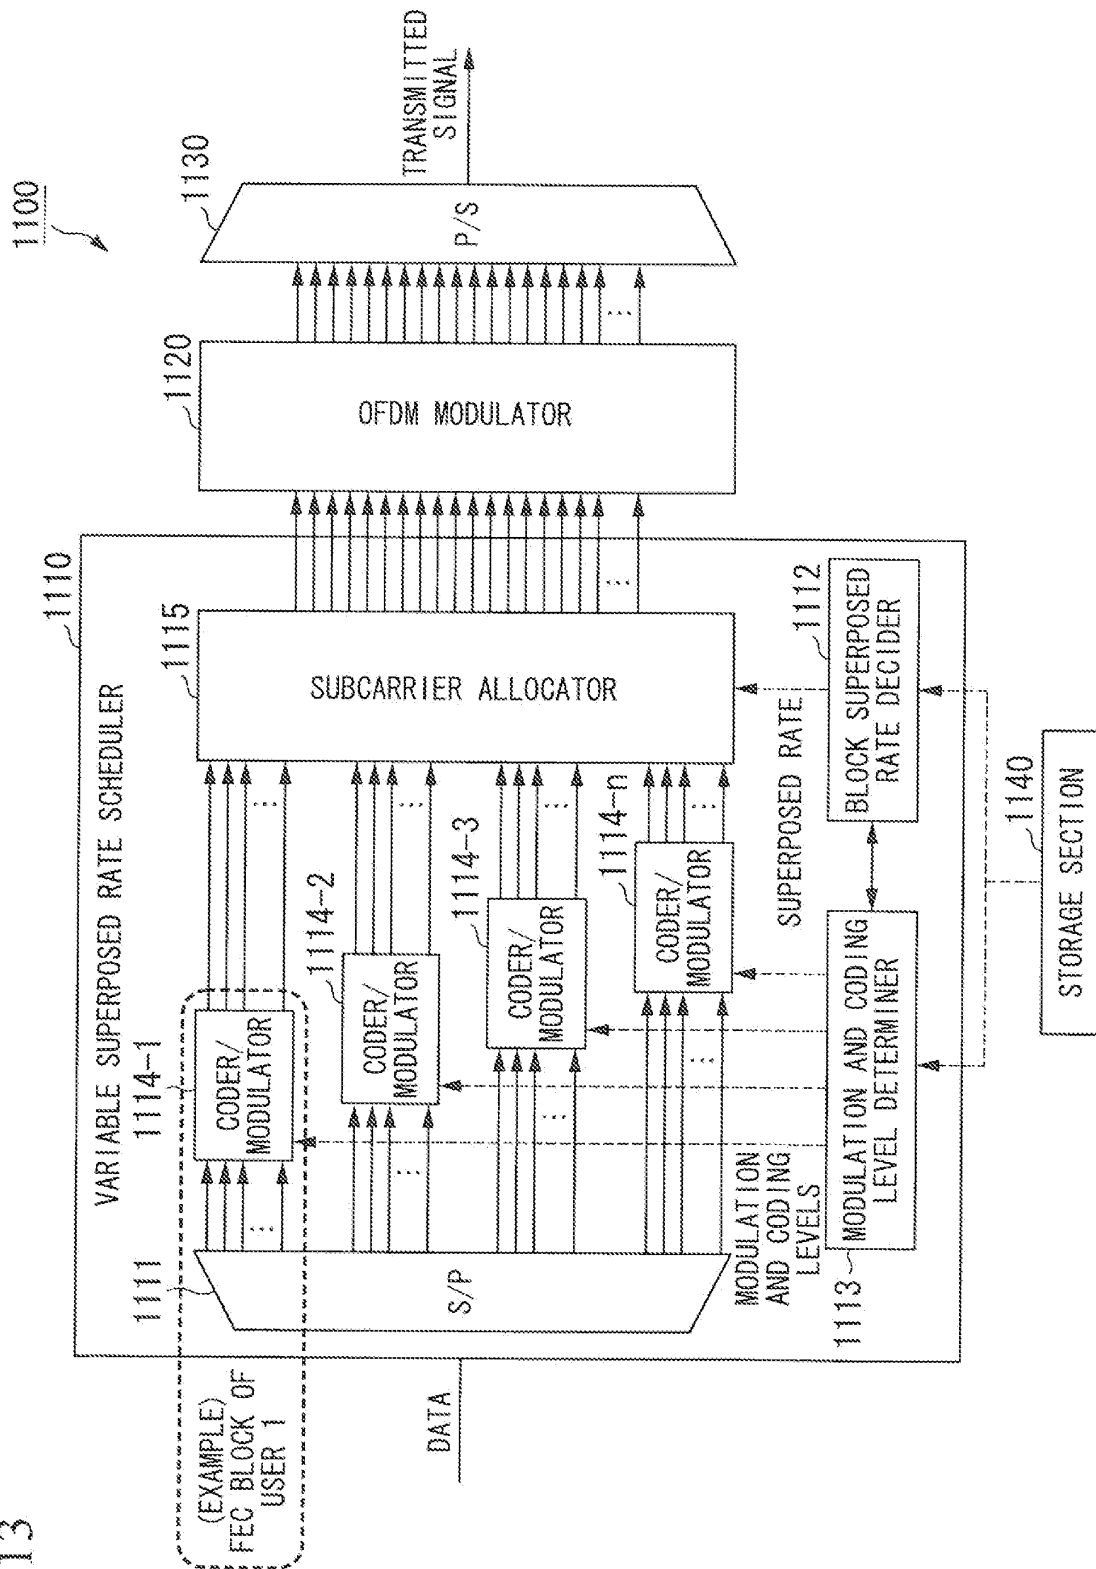 13
1100
VARIABLE SUPERPOSED RATE SCHEDULER
1110
1120
1130
(EXAMPLE)
FEC BLOCK OF
USER 1
1111
1114-1
1115
DATA
S/P
CODER/
MODULATOR
1114-2
CODER/
MODULATOR
1114-3
CODER/
MODULATOR
1114-n
CODER/
MODULATOR
SUBCARRIER ALLOCATOR
OFDM MODULATOR
P/S
TRANSMITTED
SIGNAL
MODULATION
AND CODING
LEVELS
SUPERPOSED RATE
1113
MODULATION AND CODING
LEVEL DETERMINER
1112
BLOCK SUPERPOSED
RATE DECIDER
1140
STORAGE SECTION